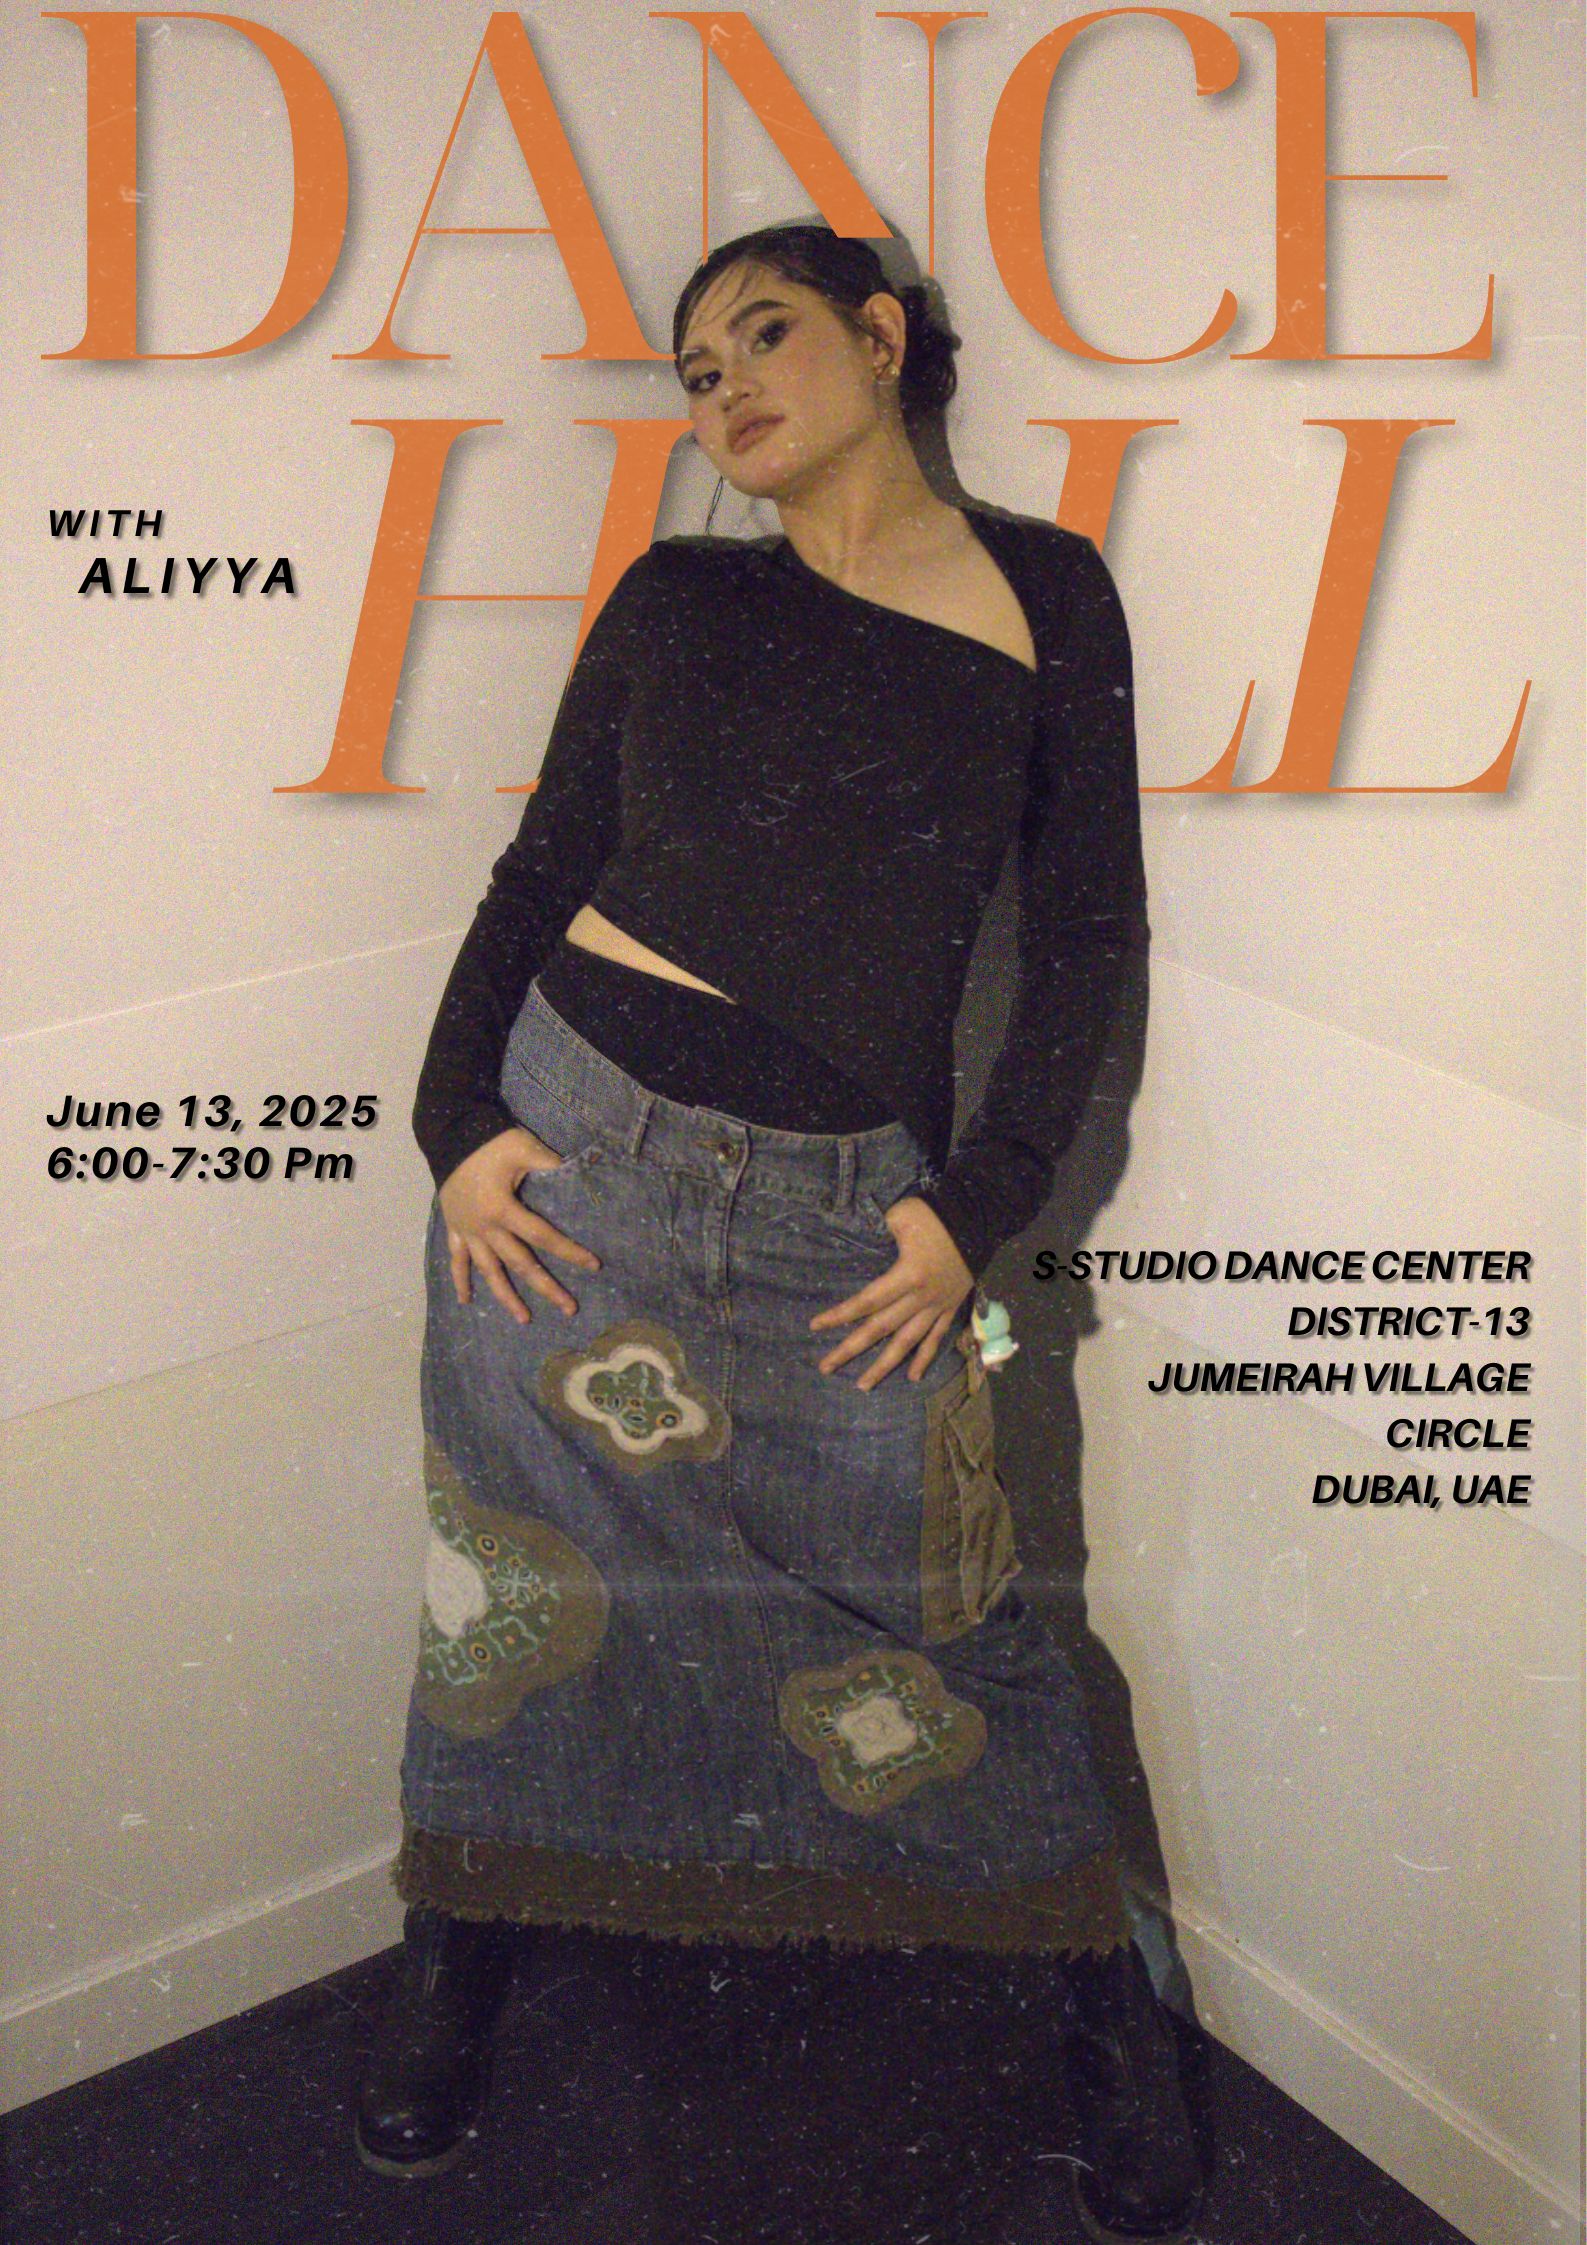 DANCE
HALL
WITH
ALIYYA
June 13, 2025
6:00-7:30 Pm
S-STUDIO DANCE CENTER
DISTRICT-13
JUMEIRAH VILLAGE
CIRCLE
DUBAI, UAE